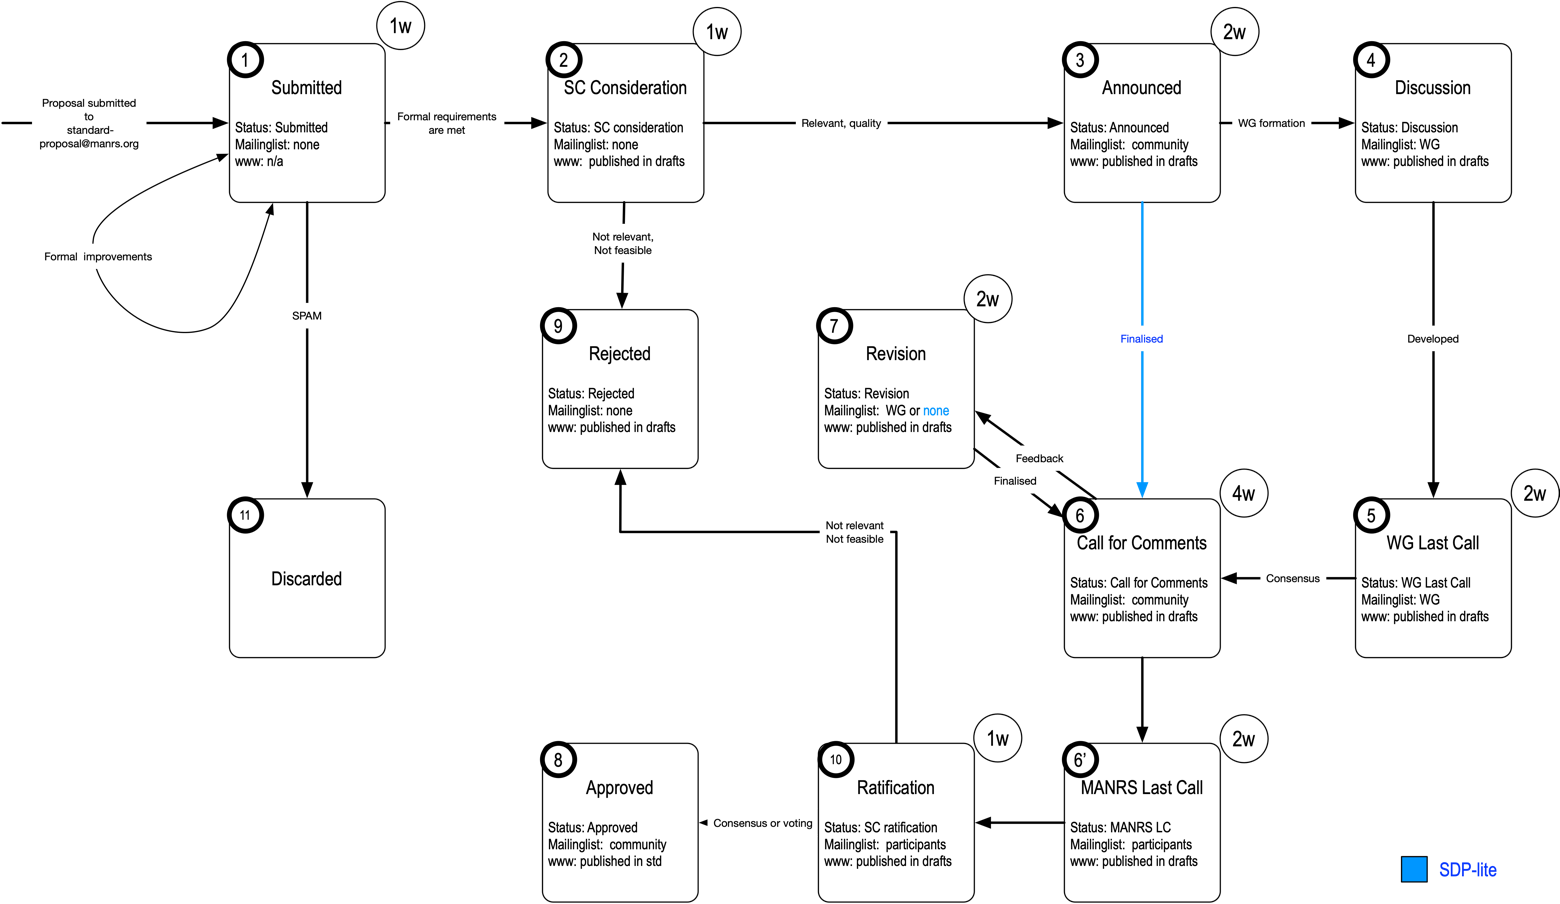 1w
1
Submitted
Status: Submitted
Mailinglist: none
www: n/a
Proposal submitted
to
standard-
proposal@manrs.org
Formal requirements
are met
1w
2
SC Consideration
Status: SC consideration
Mailinglist: none
www: published in drafts
Relevant, quality
2w
3
Announced
Status: Announced
Mailinglist: community
www: published in drafts
WG formation
4
Discussion
Status: Discussion
Mailinglist: WG
www: published in drafts
Formal improvements
SPAM
Not relevant,
Not feasible
9
Rejected
Status: Rejected
Mailinglist: none
www: published in drafts
2w
7
Revision
Status: Revision
Mailinglist: WG or none
www: published in drafts
Finalised
Developed
Feedback
Finalised
11
Discarded
Not relevant
Not feasible
4w
6
Call for Comments
Status: Call for Comments
Mailinglist: community
www: published in drafts
Consensus
2w
5
WG Last Call
Status: WG Last Call
Mailinglist: WG
www: published in drafts
8
Approved
Status: Approved
Mailinglist: community
www: published in std
Consensus or voting
1w
10
Ratification
Status: SC ratification
Mailinglist: participants
www: published in drafts
2w
6'
MANRS Last Call
Status: MANRS LC
Mailinglist: participants
www: published in drafts
SDP-lite